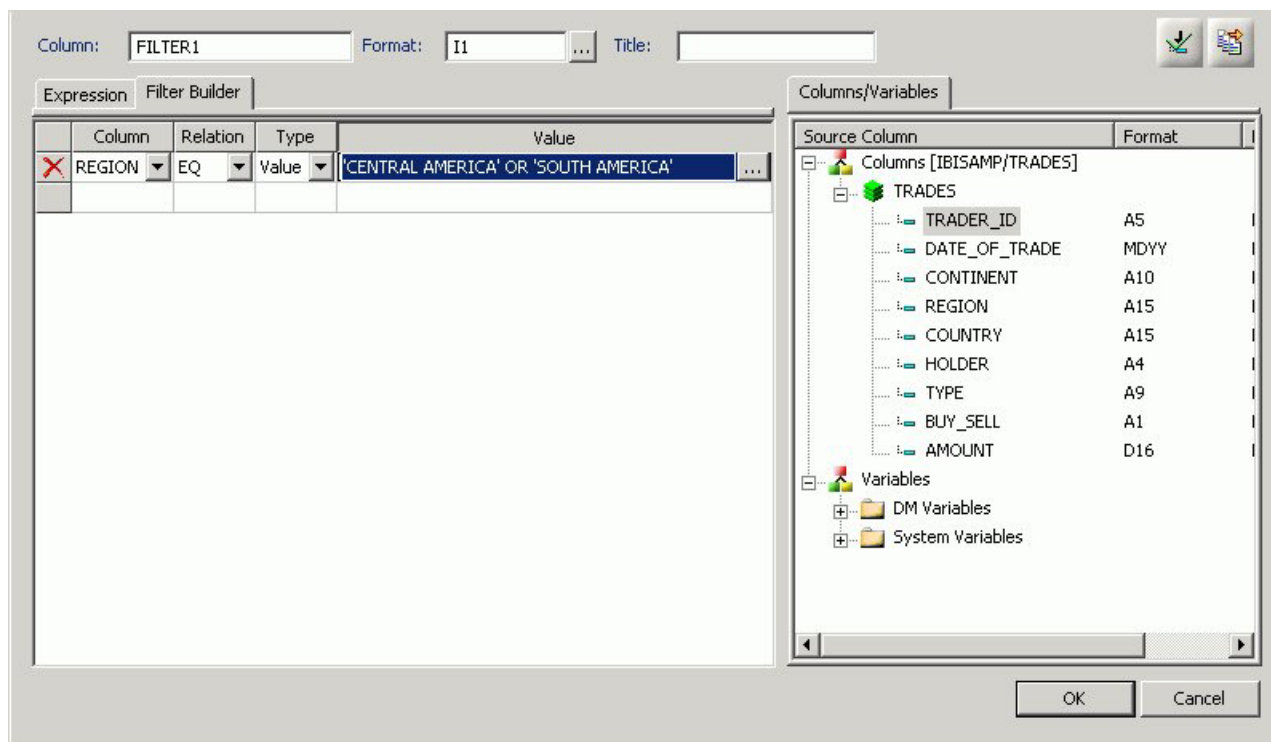 Column: FILTER1 Format: I1 ... Title:
Expression Filter Builder Columns/Variables
Column Relation Type Value
REGION EQ Value 'CENTRAL AMERICA' OR 'SOUTH AMERICA' ...
Source Column Format
Columns [IBISAMP/TRADES]
TRADES
TRADER_ID A5
DATE_OF_TRADE MDYY
CONTINENT A10
REGION A15
COUNTRY A15
HOLDER A4
TYPE A9
BUY_SELL A1
AMOUNT D16
Variables
DM Variables
System Variables
OK Cancel